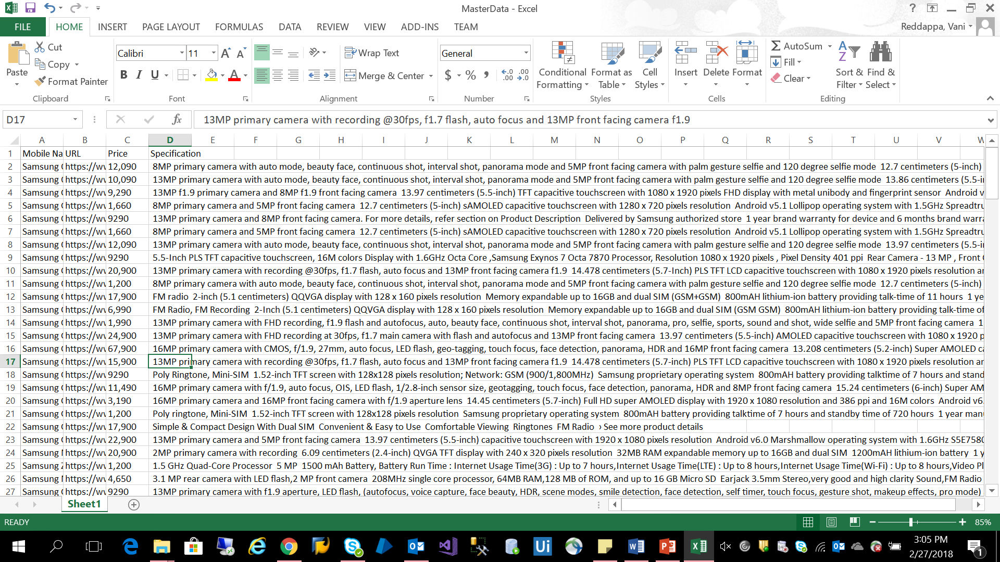 MasterData - Excel
?
FILE HOME INSERT PAGE LAYOUT FORMULAS DATA REVIEW VIEW ADD-INS TEAM
Reddappa, Vani
Paste
Cut
Copy
Format Painter
Clipboard
Calibri 11
B I U
Font
Wrap Text
Merge & Center
Alignment
General
$ % ,
Number
Conditional Formatting
Format as Table
Cell Styles
Styles
Insert Delete Format
Cells
AutoSum
Fill
Clear
Sort & Filter
Find & Select
Editing
D17 fx 13MP primary camera with recording @30fps, f1.7 flash, auto focus and 13MP front facing camera f1.9
A B C D E F G H I J K L M N O P Q R S T U V W
1 Mobile Na URL Price Specification
2 Samsung https://w 12,090 8MP primary camera with auto mode, beauty face, continuous shot, interval shot, panorama mode and 5MP front facing camera with palm gesture selfie and 120 degree selfie mode 12.7 centimeters (5-inch)
3 Samsung https://w 10,090 13MP primary camera with auto mode, beauty face, continuous shot, interval shot, panorama mode and 5MP front facing camera with palm gesture selfie and 120 degree selfie mode 13.86 centimeters (5.5-i
4 Samsung https://w 9,290 13MP f1.9 primary camera and 8MP f1.9 front facing camera 13.97 centimeters (5.5-inch) TFT capacitive touchscreen with 1080 x 1920 pixels FHD display with metal unibody and fingerprint sensor Android v
5 Samsung https://w 1,660 8MP primary camera and 5MP front facing camera 12.7 centimeters (5-inch) sAMOLED capacitive touchscreen with 1280 x 720 pixels resolution Android v5.1 Lollipop operating system with 1.5GHz Spreadtru
6 Samsung https://w 9290 13MP primary camera and 8MP front facing camera. For more details, refer section on Product Description Delivered by Samsung authorized store 1 year brand warranty for device and 6 months brand warra
7 Samsung https://w 1,660 8MP primary camera and 5MP front facing camera 12.7 centimeters (5-inch) sAMOLED capacitive touchscreen with 1280 x 720 pixels resolution Android v5.1 Lollipop operating system with 1.5GHz Spreadtru
8 Samsung https://w 12,090 13MP primary camera with auto mode, beauty face, continuous shot, interval shot, panorama mode and 5MP front facing camera with palm gesture selfie and 120 degree selfie mode 13.97 centimeters (5.5-i
9 Samsung https://w 9290 5.5-Inch PLS TFT capacitive touchscreen, 16M colors Display with 1.6GHz Octa Core ,Samsung Exynos 7 Octa 7870 Processor, Resolution 1080 x 1920 pixels , Pixel Density 401 ppi Rear Camera - 13 MP , Front
10 Samsung https://w 20,900 13MP primary camera with recording @30fps, f1.7 flash, auto focus and 13MP front facing camera f1.9 14.478 centimeters (5.7-Inch) PLS TFT LCD capacitive touchscreen with 1080 x 1920 pixels resolution a
11 Samsung https://w 1,200 8MP primary camera with auto mode, beauty face, continuous shot, interval shot, panorama mode and 5MP front facing camera with palm gesture selfie and 120 degree selfie mode 12.7 centimeters (5-inch)
12 Samsung https://w 17,900 FM radio 2-inch (5.1 centimeters) QQVGA display with 128 x 160 pixels resolution Memory expandable up to 16GB and dual SIM (GSM+GSM) 800mAH lithium-ion battery providing talk-time of 11 hours 1 ye
13 Samsung https://w 6,990 FM Radio, FM Recording 2-Inch (5.1 centimeters) QQVGA display with 128 x 160 pixels resolution Memory expandable up to 16GB and dual SIM (GSM GSM) 800mAH lithium-ion battery providing talk-time of
14 Samsung https://w 1,990 13MP primary camera with FHD recording, f1.9 flash and autofocus, auto, beauty face, continuous shot, interval shot, panorama, pro, selfie, sports, sound and shot, wide selfie and 5MP front facing camera 1
15 Samsung https://w 24,900 13MP primary camera with FHD recording at 30fps, f1.7 main camera with flash and autofocus and 13MP front facing camera 13.97 centimeters (5.5-inch) AMOLED capacitive touchscreen with 1080 x 1920 p
16 Samsung https://w 67,900 16MP primary camera with CMOS, f/1.9, 27mm, auto focus, LED flash, geo-tagging, touch focus, face detection, panorama, HDR and 16MP front facing camera 13.208 centimeters (5.2-inch) Super AMOLED ca
17 Samsung https://w 15,900 13MP primary camera with recording @30fps, f1.7 flash, auto focus and 13MP front facing camera f1.9 14.478 centimeters (5.7-inch) PLS TFT LCD capacitive touchscreen with 1080 x 1920 pixels resolution a
18 Samsung https://w 9290 Poly Ringtone, Mini-SIM 1.52-inch TFT screen with 128x128 pixels resolution; Network: GSM (900/1,800MHz) Samsung proprietary operating system 800mAH battery providing talktime of 7 hours and stand
19 Samsung https://w 11,490 16MP primary camera with f/1.9, auto focus, OIS, LED flash, 1/2.8-inch sensor size, geotagging, touch focus, face detection, panorama, HDR and 8MP front facing camera 15.24 centimeters (6-inch) Super AM
20 Samsung https://w 3,190 16MP primary camera and 16MP front facing camera with f/1.9 aperture lens 14.45 centimeters (5.7-inch) Full HD super AMOLED display with 1920 x 1080 resolution and 386 ppi and 16M colors Android v6.
21 Samsung https://w 1,200 Poly ringtone, Mini-SIM 1.52-inch TFT screen with 128x128 pixels resolution Samsung proprietary operating system 800mAH battery providing talktime of 7 hours and standby time of 720 hours 1 year man
22 Samsung https://w 17,900 Simple & Compact Design With Dual SIM Convenient & Easy to Use Comfortable Viewing Ringtones FM Radio › See more product details
23 Samsung https://w 22,900 13MP primary camera and 5MP front facing camera 13.97 centimeters (5.5-inch) capacitive touchscreen with 1920 x 1080 pixels resolution Android v6.0 Marshmallow operating system with 1.6GHz S5E7580
24 Samsung https://w 20,900 2MP primary camera with recording 6.09 centimeters (2.4-inch) QVGA TFT display with 240 x 320 pixels resolution 32MB RAM expandable memory up to 16GB and dual SIM 1200mAH lithium-ion battery 1 y
25 Samsung Z https://w 1,200 1.5 GHz Quad-Core Processor 5 MP 1500 mAh Battery, Battery Run Time : Internet Usage Time(3G) : Up to 7 hours,Internet Usage Time(LTE) : Up to 8 hours,Internet Usage Time(Wi-Fi) : Up to 8 hours,Video Pl
26 Samsung https://w 4,650 3.1 MP rear camera with LED flash,2 MP front camera 208MHz single core processor, 64MB RAM,128 MB of ROM, and up to 16 GB Micro SD Earjack 3.5mm Stereo,very good and high clarity Sound,FM Radio
27 Samsung https://w 9290 13MP primary camera with f1.9 aperture, LED flash, (autofocus, voice capture, face beauty, HDR, scene modes, smile detection, face detection, self timer, touch focus, gesture shot, makeup effects, pro mode)
Sheet1
READY 85%
Ui
3:05 PM
2/27/2018
1